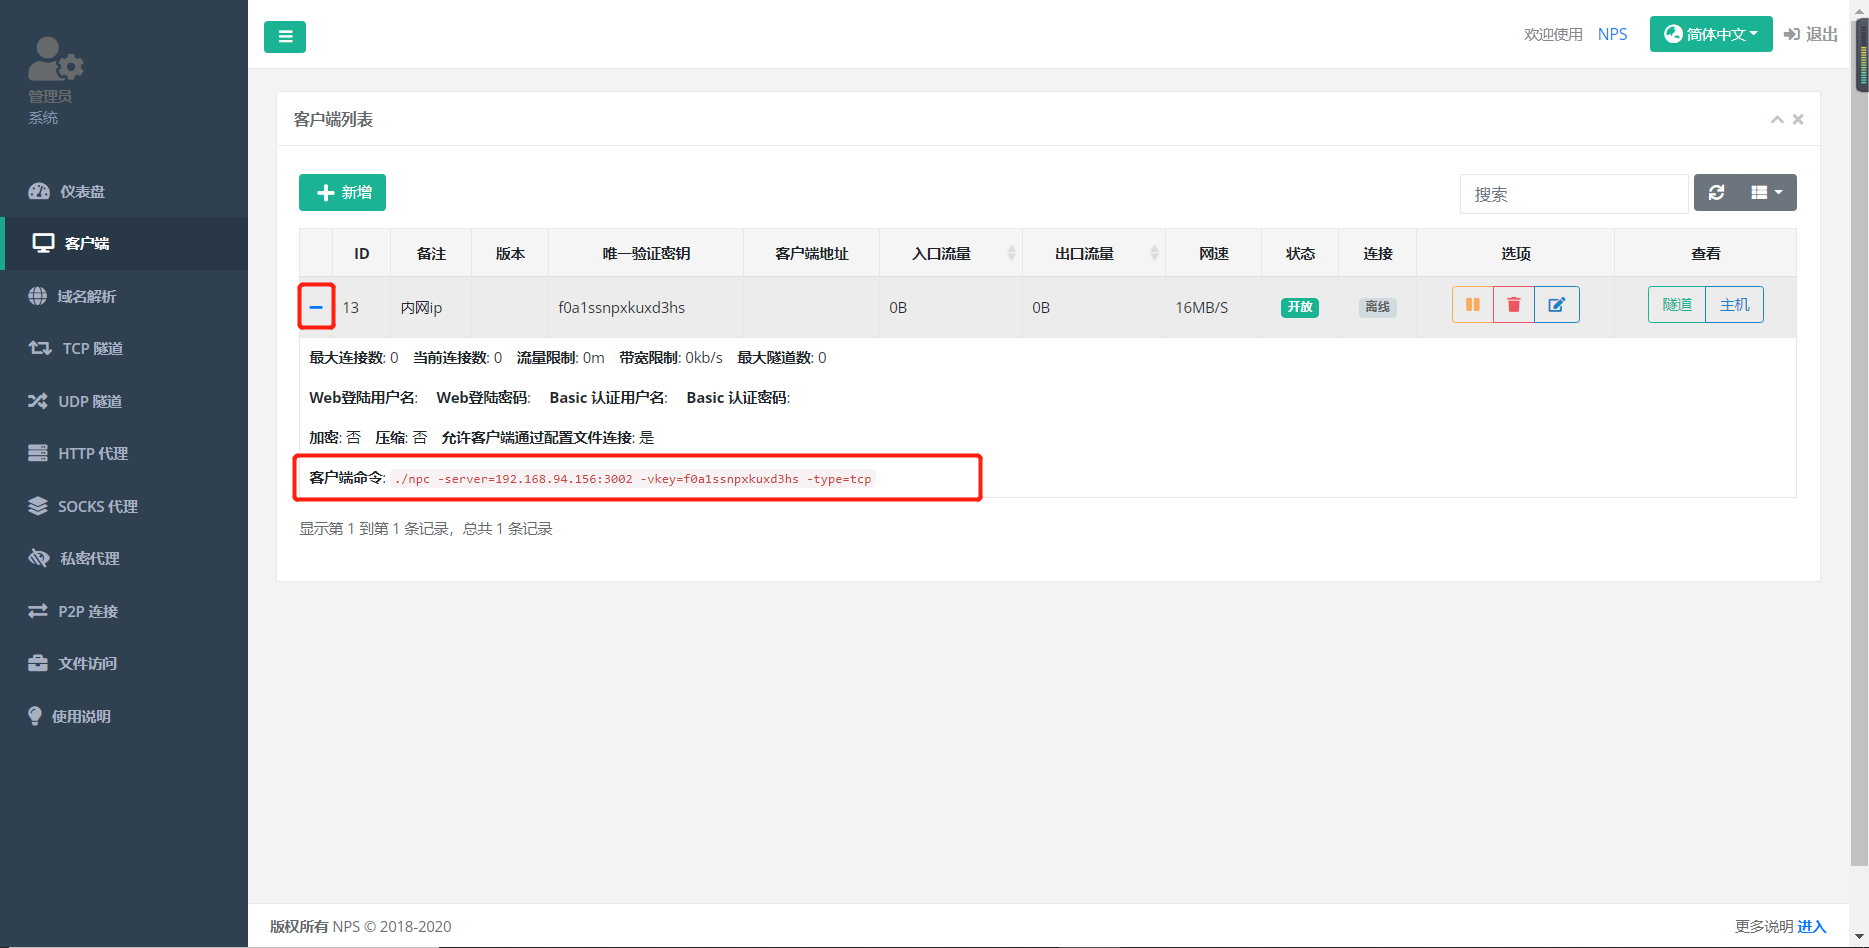 管理员
系统
仪表盘
客户端
域名解析
TCP 隧道
UDP 隧道
HTTP 代理
SOCKS 代理
私密代理
P2P 连接
文件访问
使用说明
欢迎使用 NPS 简体中文 退出
客户端列表
新增
搜索
ID 备注 版本 唯一验证密钥 客户端地址 入口流量 出口流量 网速 状态 连接 选项 查看
13 内网ip f0a1ssnpxkuxd3hs 0B 0B 16MB/S 开放 离线 隧道 主机
最大连接数: 0 当前连接数: 0 流量限制: 0m 带宽限制: 0kb/s 最大隧道数: 0
Web登陆用户名: Web登陆密码: Basic 认证用户名: Basic 认证密码:
加密: 否 压缩: 否 允许客户端通过配置文件连接: 是
客户端命令: ./npc -server=192.168.94.156:3002 -vkey=f0a1ssnpxkuxd3hs -type=tcp
显示第 1 到第 1 条记录，总共 1 条记录
版权所有 NPS © 2018-2020
更多说明 进入